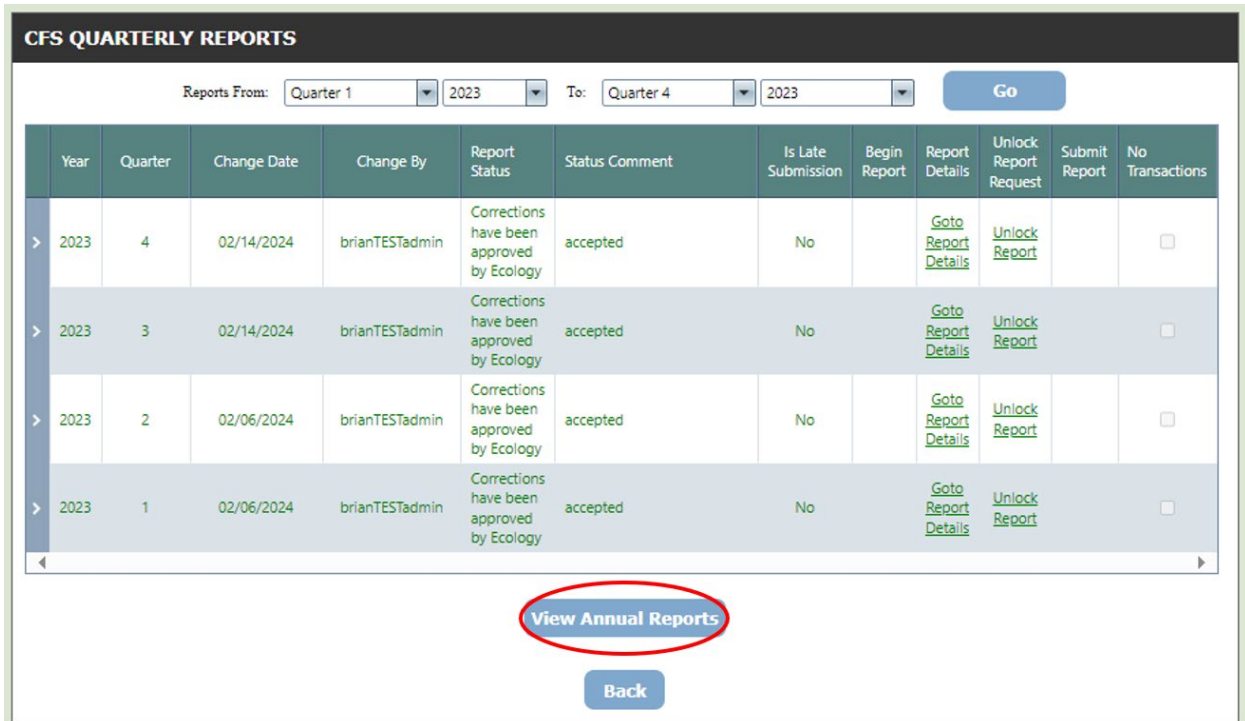 CFS QUARTERLY REPORTS
Reports From: Quarter 1 2023 To: Quarter 4 2023 Go
Year Quarter Change Date Change By Report Status Status Comment Is Late Submission Begin Report Report Details Unlock Report Request Submit Report No Transactions
2023 4 02/14/2024 brianTESTadmin Corrections have been approved by Ecology accepted No Goto Report Details Unlock Report
2023 3 02/14/2024 brianTESTadmin Corrections have been approved by Ecology accepted No Goto Report Details Unlock Report
2023 2 02/06/2024 brianTESTadmin Corrections have been approved by Ecology accepted No Goto Report Details Unlock Report
2023 1 02/06/2024 brianTESTadmin Corrections have been approved by Ecology accepted No Goto Report Details Unlock Report
View Annual Reports
Back